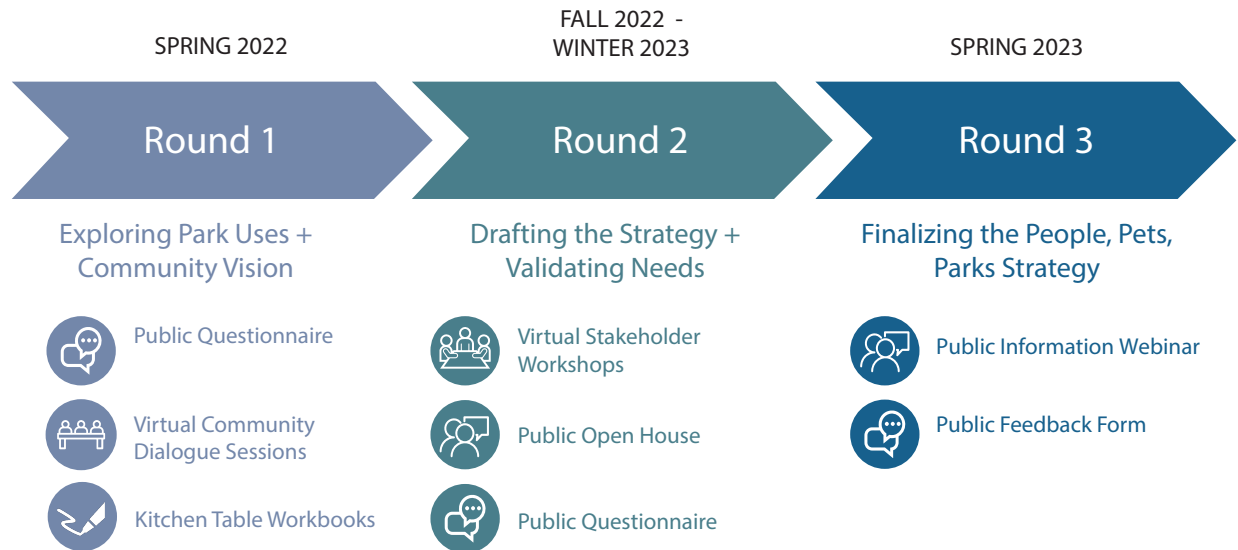 SPRING 2022
FALL 2022 -
WINTER 2023
SPRING 2023
Round 1
Round 2
Round 3
Exploring Park Uses +
Community Vision
Drafting the Strategy +
Validating Needs
Finalizing the People, Pets,
Parks Strategy
Public Questionnaire
Virtual Community
Dialogue Sessions
Kitchen Table Workbooks
Virtual Stakeholder
Workshops
Public Open House
Public Questionnaire
Public Information Webinar
Public Feedback Form